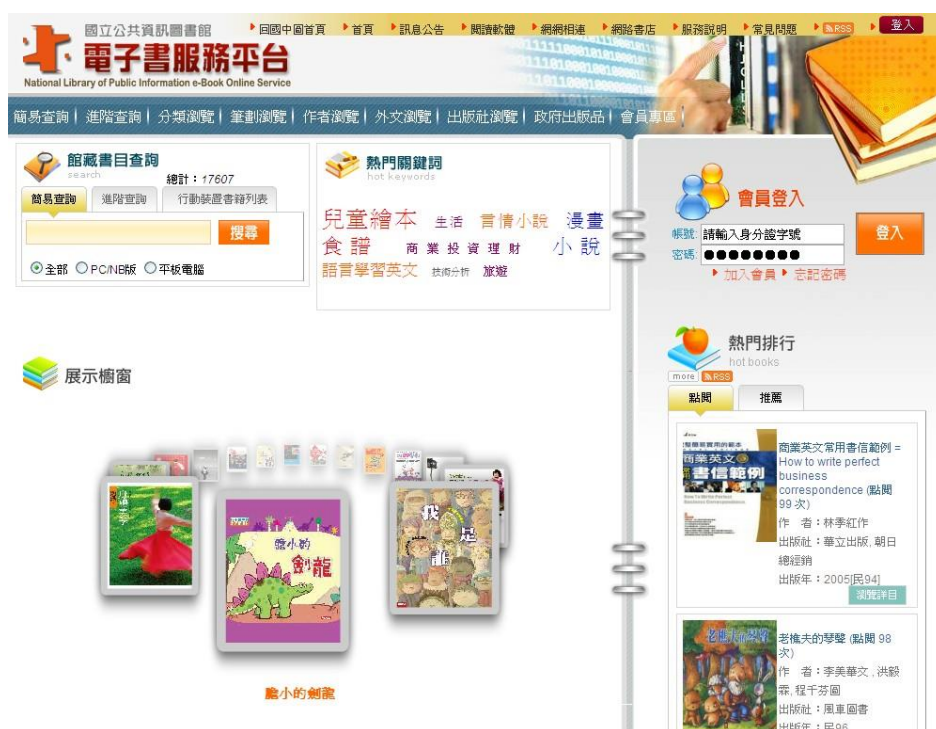 國立公共資訊圖書館
電子書服務平台
National Library of Public Information e-Book Online Service
回國中圖首頁 首頁 訊息公告 閱讀軟體 網網相連 網路書店 服務說明 常見問題 RSS 登入
簡易查詢 | 進階查詢 | 分類瀏覽 | 筆劃瀏覽 | 作者瀏覽 | 外文瀏覽 | 出版社瀏覽 | 政府出版品 | 會員專區 |
館藏書目查詢
search
總計：17607
簡易查詢 進階查詢 行動裝置書籍列表
搜尋
全部 PC/NB版 平板電腦
熱門關鍵詞
hot keywords
兒童繪本 生活 言情小說 漫畫
食譜 商業投資理財 小說
語言學習英文 技術分析 旅遊
會員登入
帳號: 請輸入身分證字號
密碼: ●●●●●●●●●
登入
加入會員 忘記密碼
展示櫥窗
膽小的
劍龍
我是誰
膽小的劍龍
熱門排行
hot books
more RSS
點閱 推薦
商業英文
書信範例
商業英文常用書信範例 =
How to write perfect
business
correspondence (點閱
99 次)
作 者：林季紅作
出版社：華立出版, 朝日
總經銷
出版年：2005[民94]
瀏覽詳目
老樵夫的琴聲
老樵夫的琴聲 (點閱 98
次)
作 者：李美華文, 洪毅
霖, 程千芬圖
出版社：風車圖書
出版年：民96